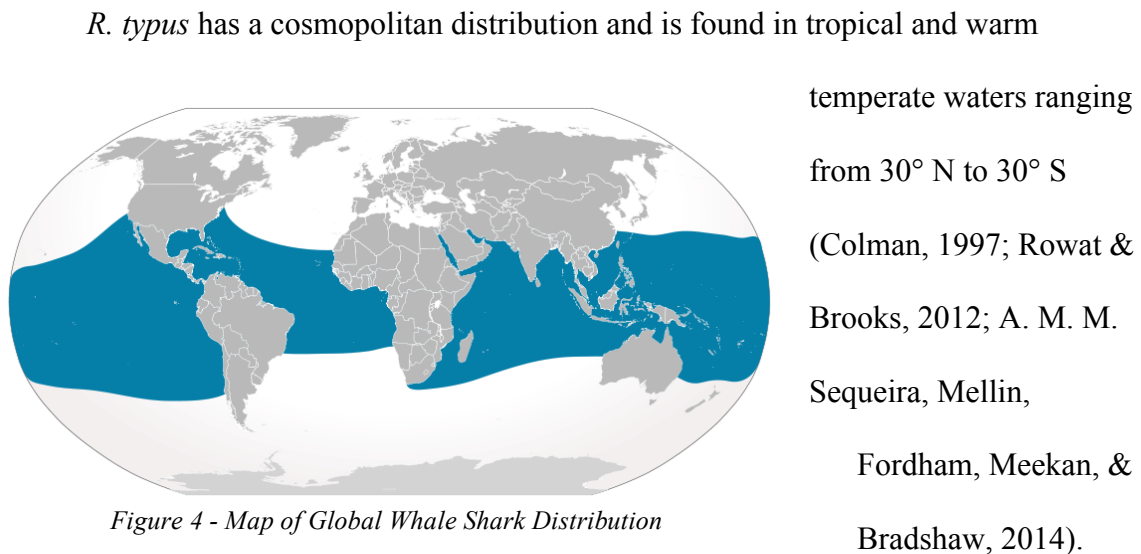 R. typus has a cosmopolitan distribution and is found in tropical and warm
temperate waters ranging
from 30° N to 30° S
(Colman, 1997; Rowat &
Brooks, 2012; A. M. M.
Sequeira, Mellin,
Fordham, Meekan, &
Bradshaw, 2014).
Figure 4 - Map of Global Whale Shark Distribution